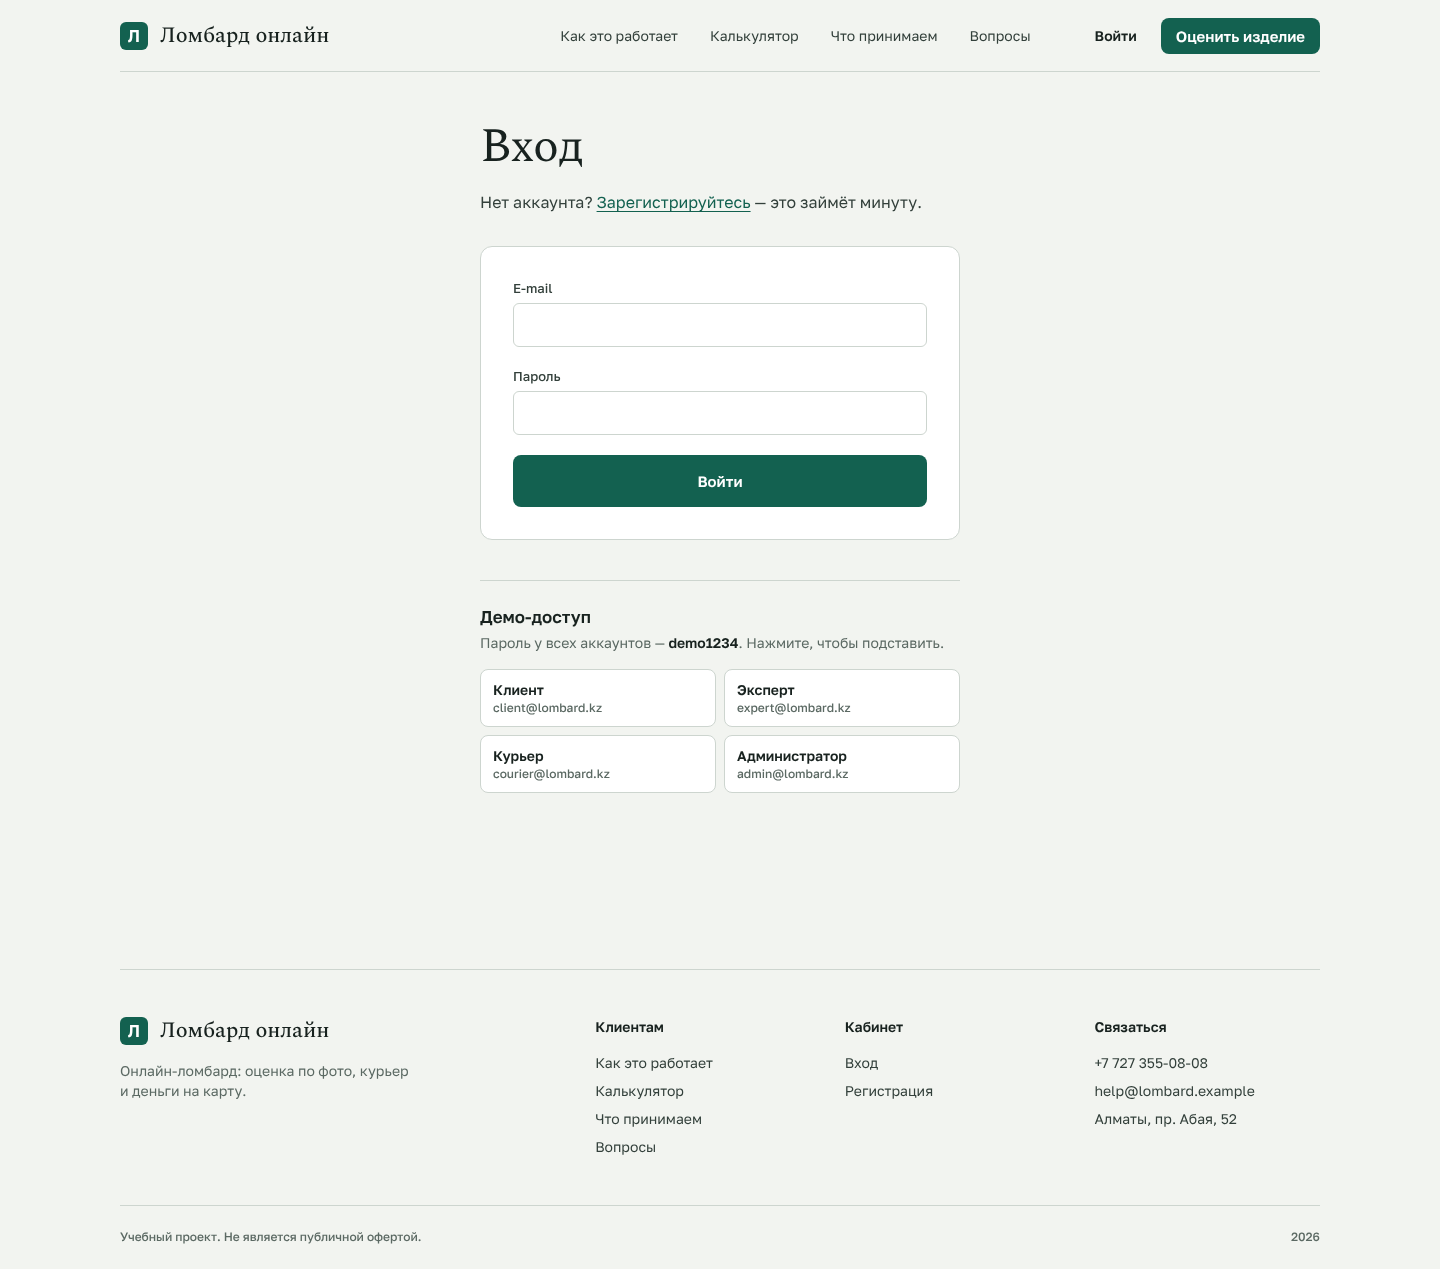 Л Ломбард онлайн
Как это работает Калькулятор Что принимаем Вопросы Войти Оценить изделие
Вход
Нет аккаунта? Зарегистрируйтесь — это займёт минуту.
E-mail
Пароль
Войти
Демо-доступ
Пароль у всех аккаунтов — demo1234. Нажмите, чтобы подставить.
Клиент
client@lombard.kz
Эксперт
expert@lombard.kz
Курьер
courier@lombard.kz
Администратор
admin@lombard.kz
Л Ломбард онлайн
Онлайн-ломбард: оценка по фото, курьер
и деньги на карту.
Клиентам
Как это работает
Калькулятор
Что принимаем
Вопросы
Кабинет
Вход
Регистрация
Связаться
+7 727 355-08-08
help@lombard.example
Алматы, пр. Абая, 52
Учебный проект. Не является публичной офертой.
2026